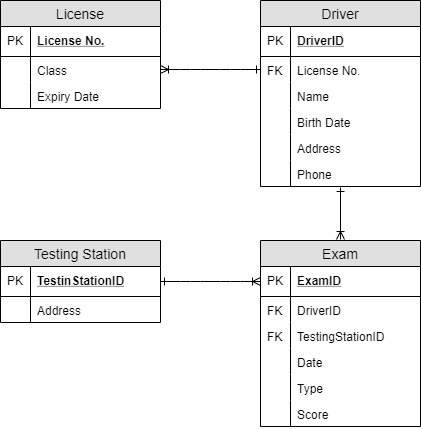 License
PK License No.
Class
Expiry Date
Driver
PK DriverID
FK License No.
Name
Birth Date
Address
Phone
Testing Station
PK TestinStationID
Address
Exam
PK ExamID
FK DriverID
FK TestingStationID
Date
Type
Score